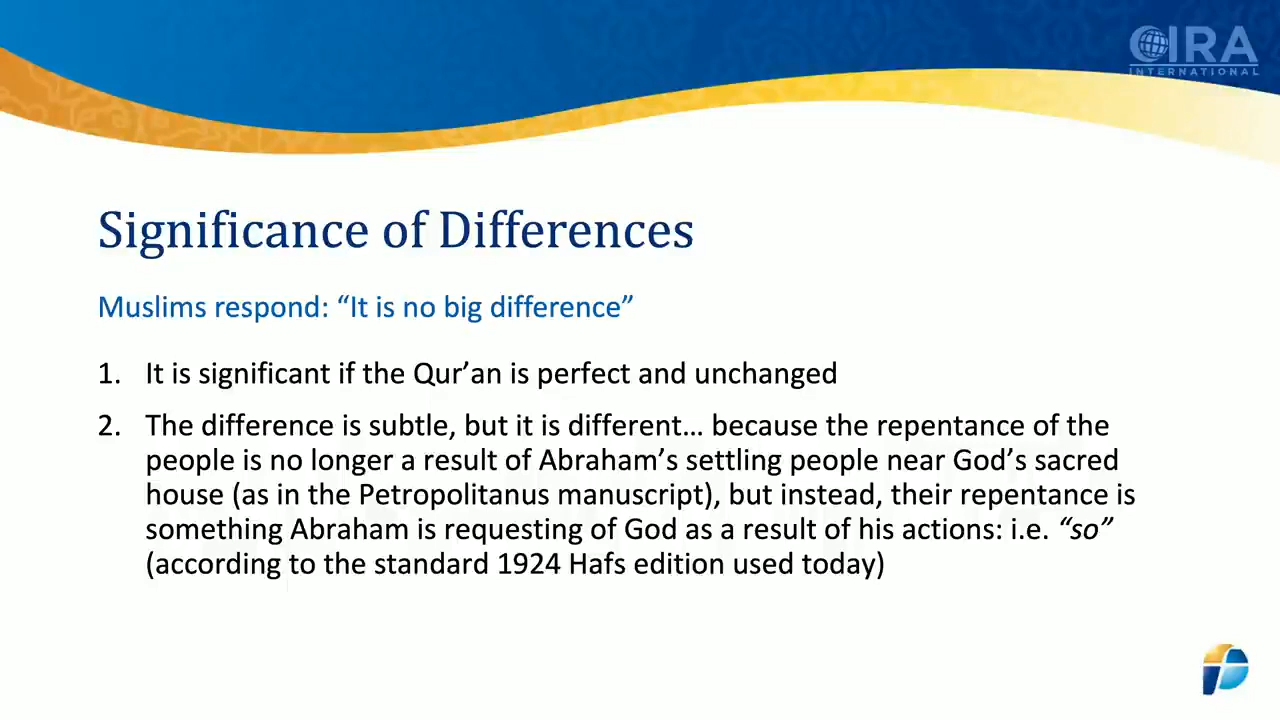 CIRA
INTERNATIONAL
Significance of Differences
Muslims respond: “It is no big difference”
1. It is significant if the Qur’an is perfect and unchanged
2. The difference is subtle, but it is different… because the repentance of the
people is no longer a result of Abraham’s settling people near God’s sacred
house (as in the Petropolitanus manuscript), but instead, their repentance is
something Abraham is requesting of God as a result of his actions: i.e. “so”
(according to the standard 1924 Hafs edition used today)